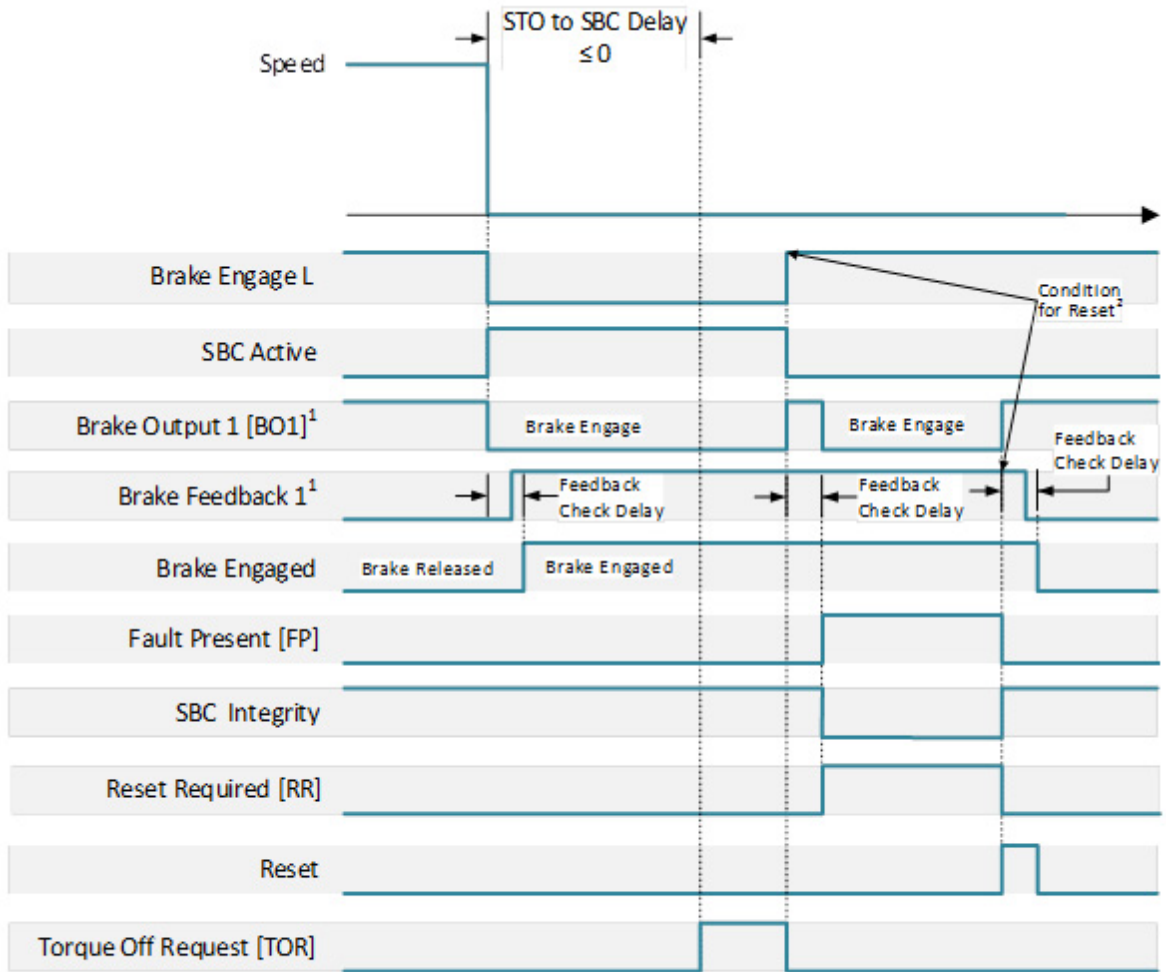 STO to SBC Delay
≤ 0
Speed
Brake Engage L
Condition
for Reset²
SBC Active
Brake Output 1 [BO1]¹
Brake Engage
Brake Engage
Feedback
Check Delay
Brake Feedback 1¹
Feedback
Check Delay
Feedback
Check Delay
Brake Engaged
Brake Released
Brake Engaged
Fault Present [FP]
SBC Integrity
Reset Required [RR]
Reset
Torque Off Request [TOR]